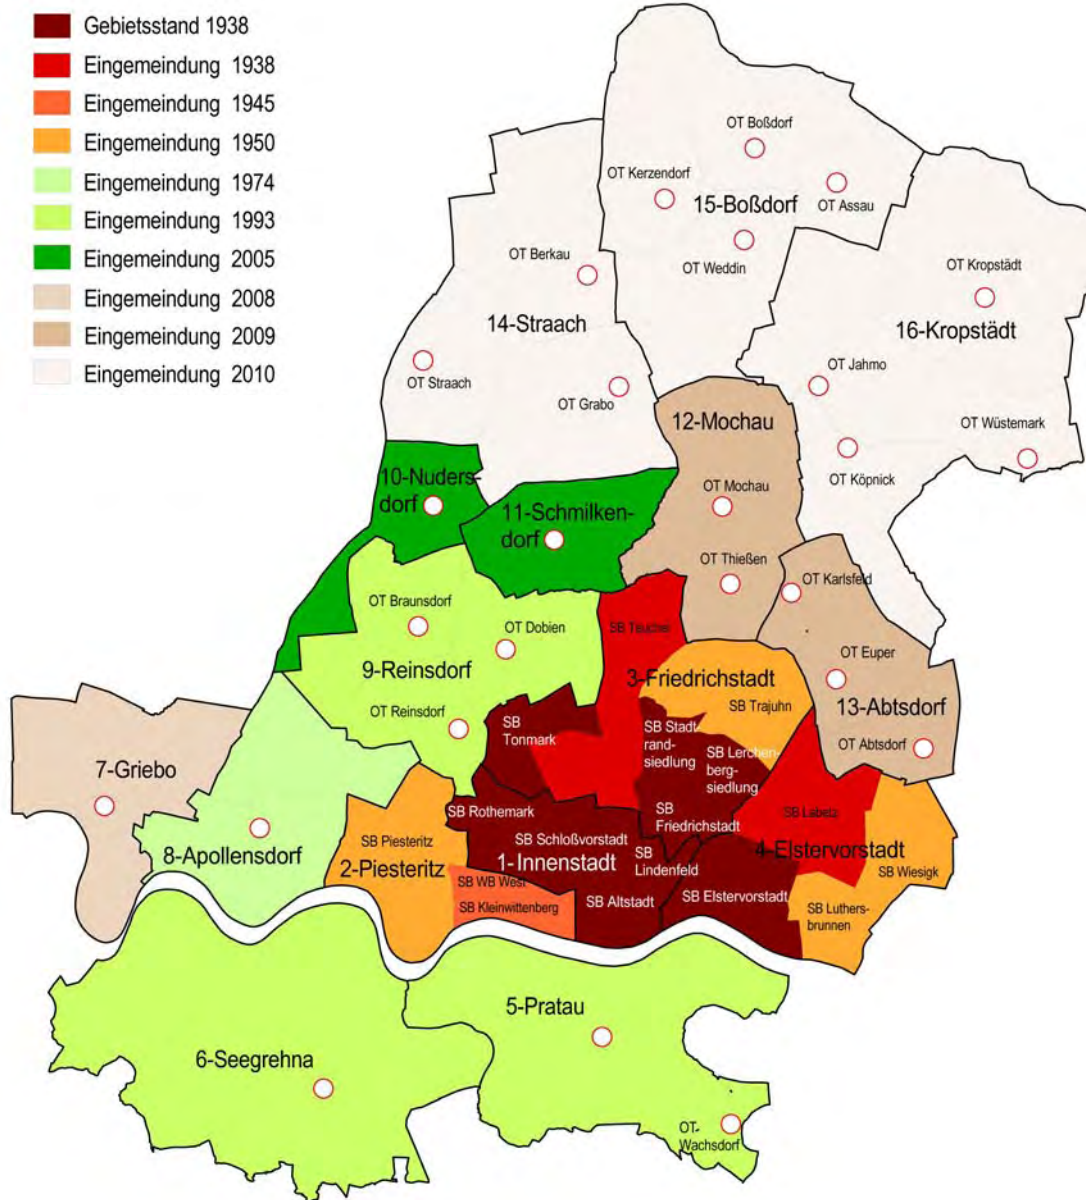 Gebietsstand 1938
Eingemeindung 1938
Eingemeindung 1945
Eingemeindung 1950
Eingemeindung 1974
Eingemeindung 1993
Eingemeindung 2005
Eingemeindung 2008
Eingemeindung 2009
Eingemeindung 2010
OT Boßdorf
OT Kerzendorf
15-Boßdorf
OT Assau
OT Weddin
OT Berkau
14-Straach
OT Straach
OT Grabo
OT Kropstädt
16-Kropstädt
OT Jahmo
OT Wüstemark
OT Köpnick
12-Mochau
OT Mochau
OT Thießen
10-Nuders-
dorf
11-Schmilken-
dorf
OT Karlsfeld
OT Euper
13-Abtsdorf
OT Abtsdorf
OT Braunsdorf
OT Dobien
9-Reinsdorf
OT Reinsdorf
SB Teuchel
3-Friedrichstadt
SB Trajuhn
SB
Tonmark
SB Stadt
rand-
siedlung
SB Lerchen-
berg-
siedlung
SB
Friedrichstadt
7-Griebo
8-Apollensdorf
SB Piesteritz
2-Piesteritz
SB Rothemark
SB Schloßvorstadt
1-Innenstadt
SB
Lindenfeld
SB WB West
SB Kleinwittenberg
SB Altstadt
SB Labetz
4-Elstervorstadt
SB Wiesigk
SB Elstervorstadt
SB Luthers-
brunnen
5-Pratau
6-Seegrehna
OT-
Wachsdorf